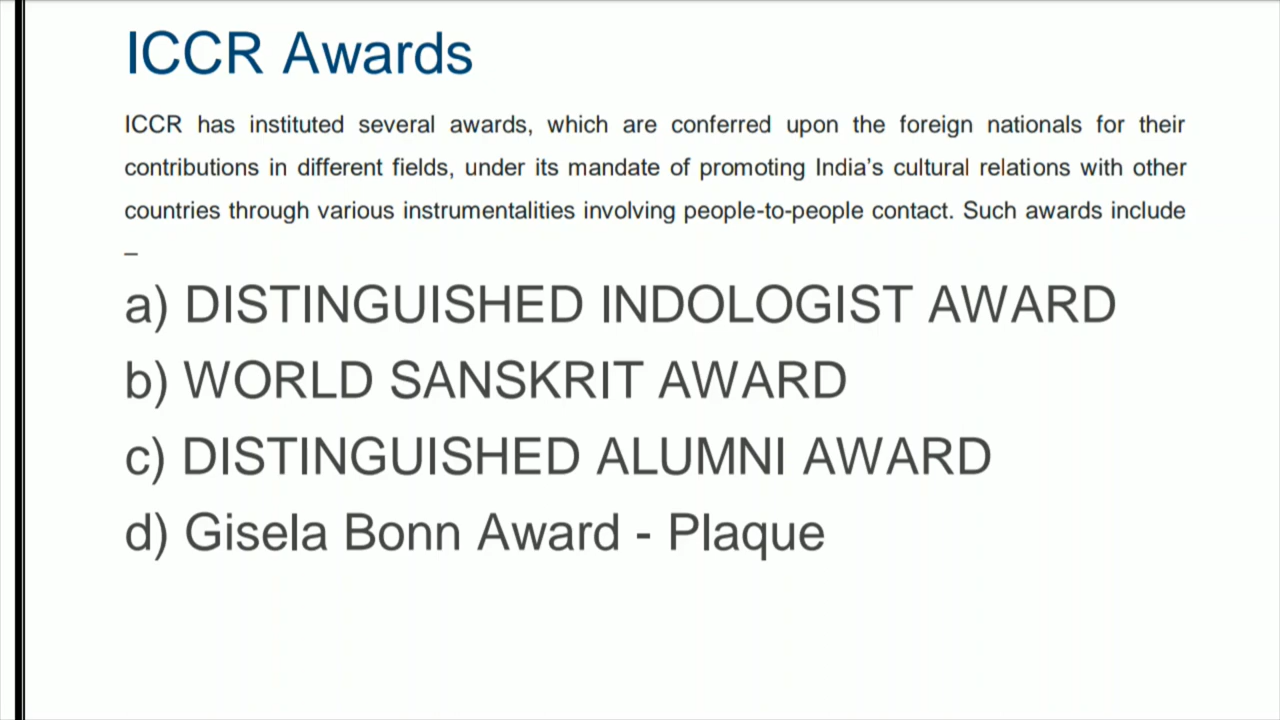 ICCR Awards
ICCR has instituted several awards, which are conferred upon the foreign nationals for their
contributions in different fields, under its mandate of promoting India's cultural relations with other
countries through various instrumentalities involving people-to-people contact. Such awards include
–
a) DISTINGUISHED INDOLOGIST AWARD
b) WORLD SANSKRIT AWARD
c) DISTINGUISHED ALUMNI AWARD
d) Gisela Bonn Award - Plaque